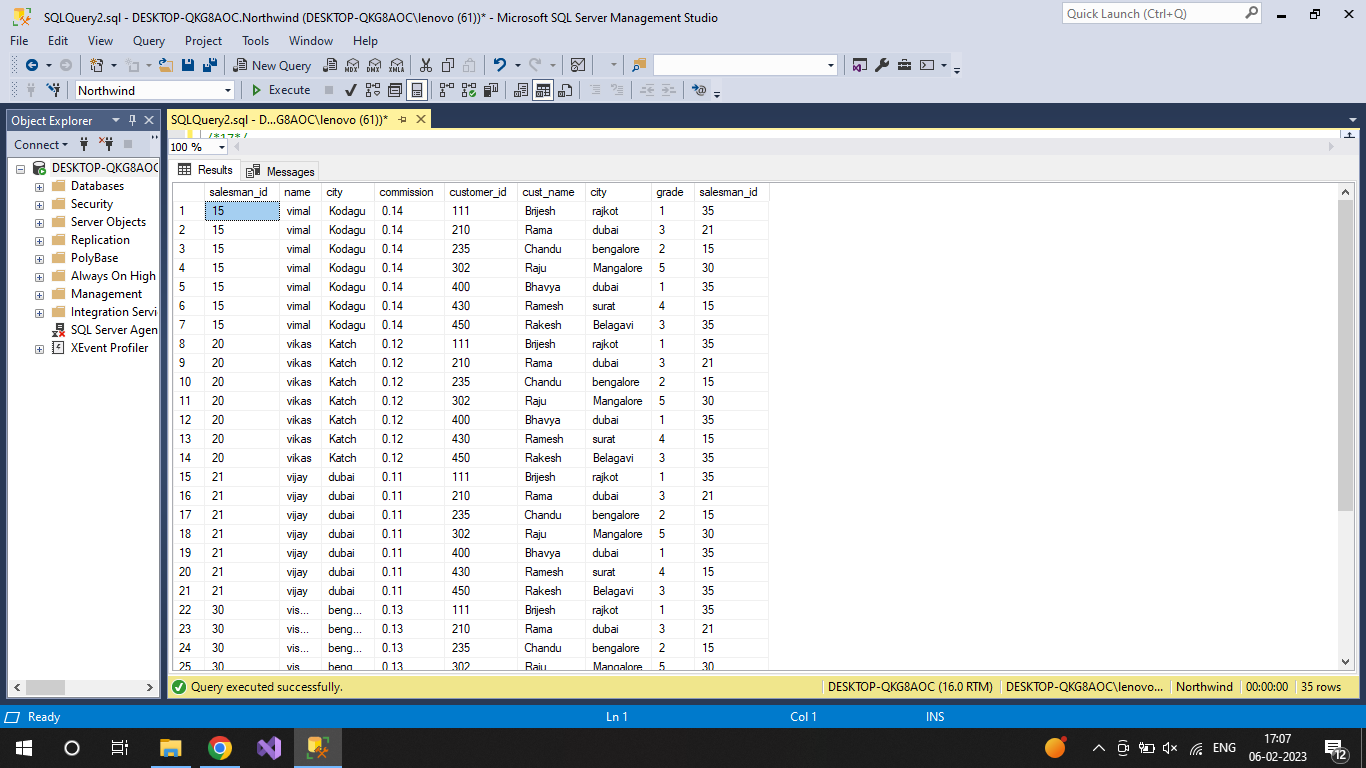 SQLQuery2.sql - DESKTOP-QKG8AOC.Northwind (DESKTOP-QKG8AOC\lenovo (61))* - Microsoft SQL Server Management Studio
Quick Launch (Ctrl+Q)
File Edit View Query Project Tools Window Help
New Query MDX DMX XMLA
Northwind Execute
Object Explorer
SQLQuery2.sql - D...G8AOC\lenovo (61))*
/*17*/
Connect
100 %
DESKTOP-QKG8AOC
Databases
Security
Server Objects
Replication
PolyBase
Always On High
Management
Integration Servi
SQL Server Agen
XEvent Profiler
Results Messages
salesman_id name city commission customer_id cust_name city grade salesman_id
1 15 vimal Kodagu 0.14 111 Brijesh rajkot 1 35
2 15 vimal Kodagu 0.14 210 Rama dubai 3 21
3 15 vimal Kodagu 0.14 235 Chandu bengalore 2 15
4 15 vimal Kodagu 0.14 302 Raju Mangalore 5 30
5 15 vimal Kodagu 0.14 400 Bhavya dubai 1 35
6 15 vimal Kodagu 0.14 430 Ramesh surat 4 15
7 15 vimal Kodagu 0.14 450 Rakesh Belagavi 3 35
8 20 vikas Katch 0.12 111 Brijesh rajkot 1 35
9 20 vikas Katch 0.12 210 Rama dubai 3 21
10 20 vikas Katch 0.12 235 Chandu bengalore 2 15
11 20 vikas Katch 0.12 302 Raju Mangalore 5 30
12 20 vikas Katch 0.12 400 Bhavya dubai 1 35
13 20 vikas Katch 0.12 430 Ramesh surat 4 15
14 20 vikas Katch 0.12 450 Rakesh Belagavi 3 35
15 21 vijay dubai 0.11 111 Brijesh rajkot 1 35
16 21 vijay dubai 0.11 210 Rama dubai 3 21
17 21 vijay dubai 0.11 235 Chandu bengalore 2 15
18 21 vijay dubai 0.11 302 Raju Mangalore 5 30
19 21 vijay dubai 0.11 400 Bhavya dubai 1 35
20 21 vijay dubai 0.11 430 Ramesh surat 4 15
21 21 vijay dubai 0.11 450 Rakesh Belagavi 3 35
22 30 vis... beng... 0.13 111 Brijesh rajkot 1 35
23 30 vis... beng... 0.13 210 Rama dubai 3 21
24 30 vis... beng... 0.13 235 Chandu bengalore 2 15
25 30 vis beng 0.13 302 Raju Mangalore 5 30
Query executed successfully. DESKTOP-QKG8AOC (16.0 RTM) DESKTOP-QKG8AOC\lenovo... Northwind 00:00:00 35 rows
Ready Ln 1 Col 1 INS
ENG 17:07
06-02-2023 12